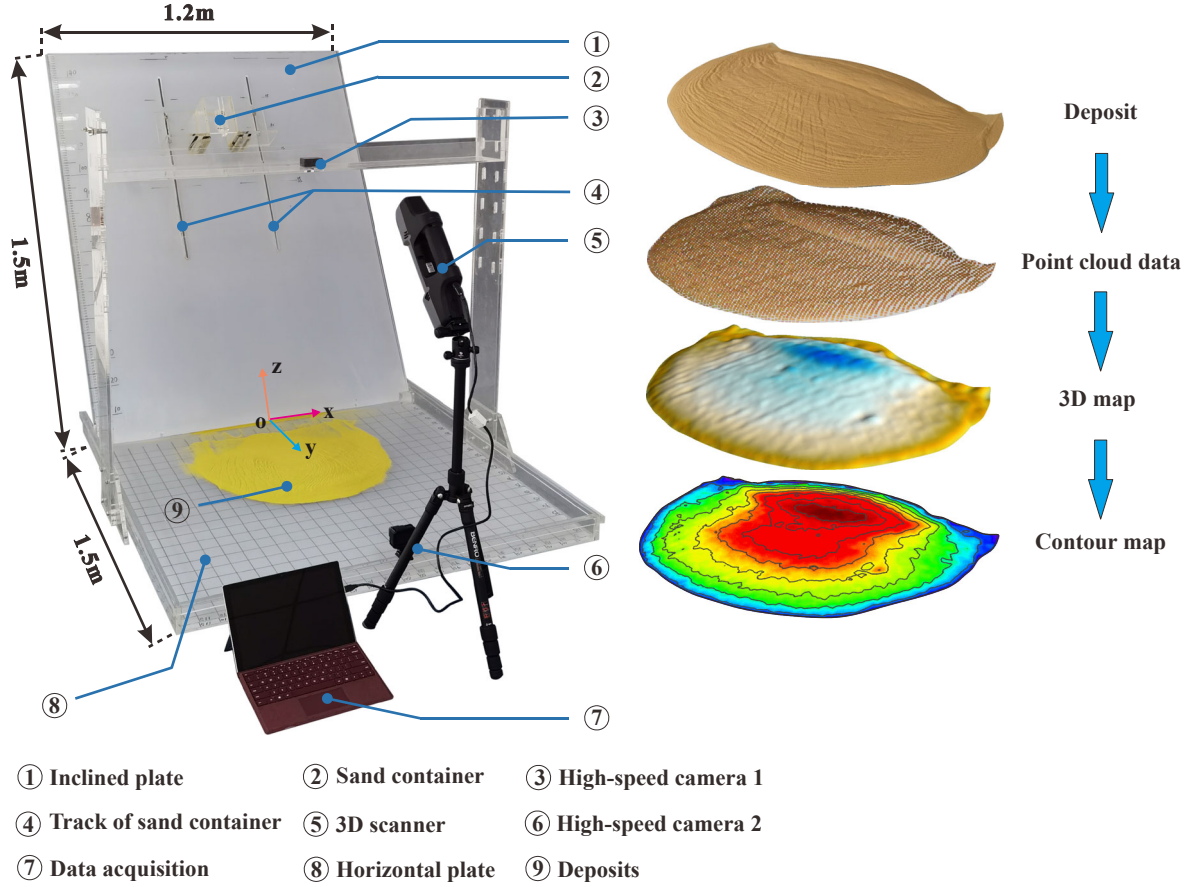 1.2m
①
②
③
④
⑤
1.5m
z
x
o
y
⑨
1.5m
⑥
⑧
⑦
Deposit
Point cloud data
3D map
Contour map
① Inclined plate
② Sand container
③ High-speed camera 1
④ Track of sand container
⑤ 3D scanner
⑥ High-speed camera 2
⑦ Data acquisition
⑧ Horizontal plate
⑨ Deposits